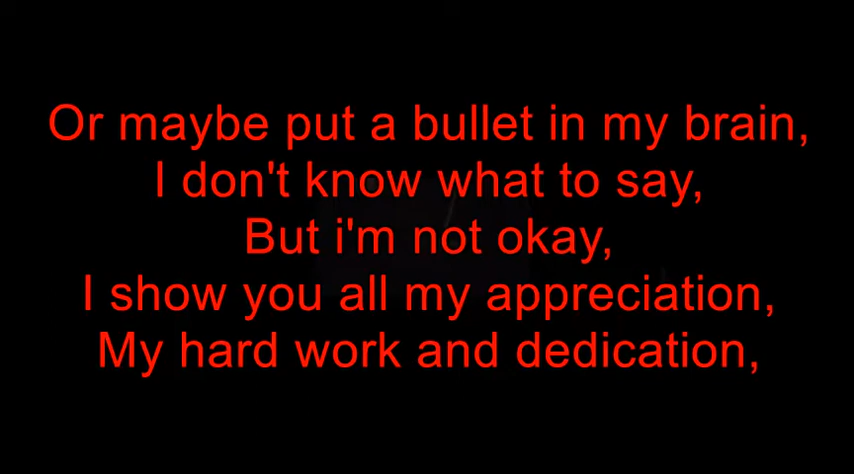 Or maybe put a bullet in my brain,
I don't know what to say,
But i'm not okay,
I show you all my appreciation,
My hard work and dedication,